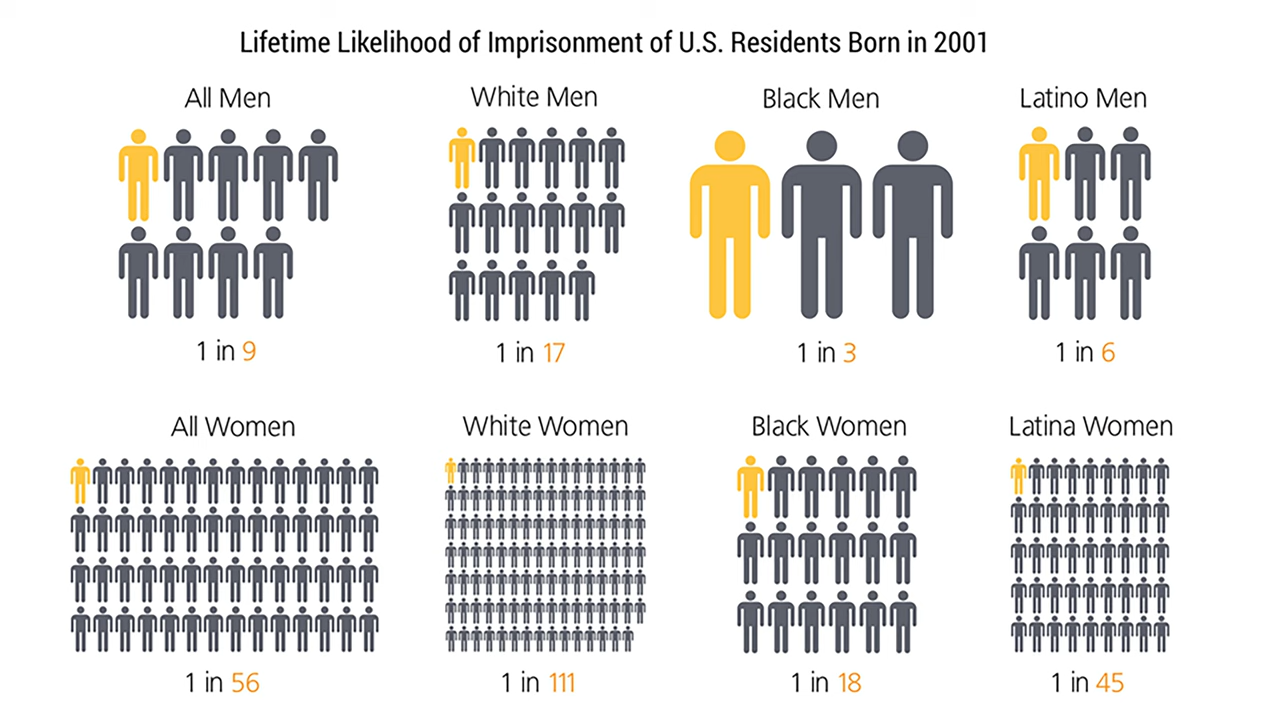 Lifetime Likelihood of Imprisonment of U.S. Residents Born in 2001
All Men
White Men
Black Men
Latino Men
1 in 9
1 in 17
1 in 3
1 in 6
All Women
White Women
Black Women
Latina Women
1 in 56
1 in 111
1 in 18
1 in 45